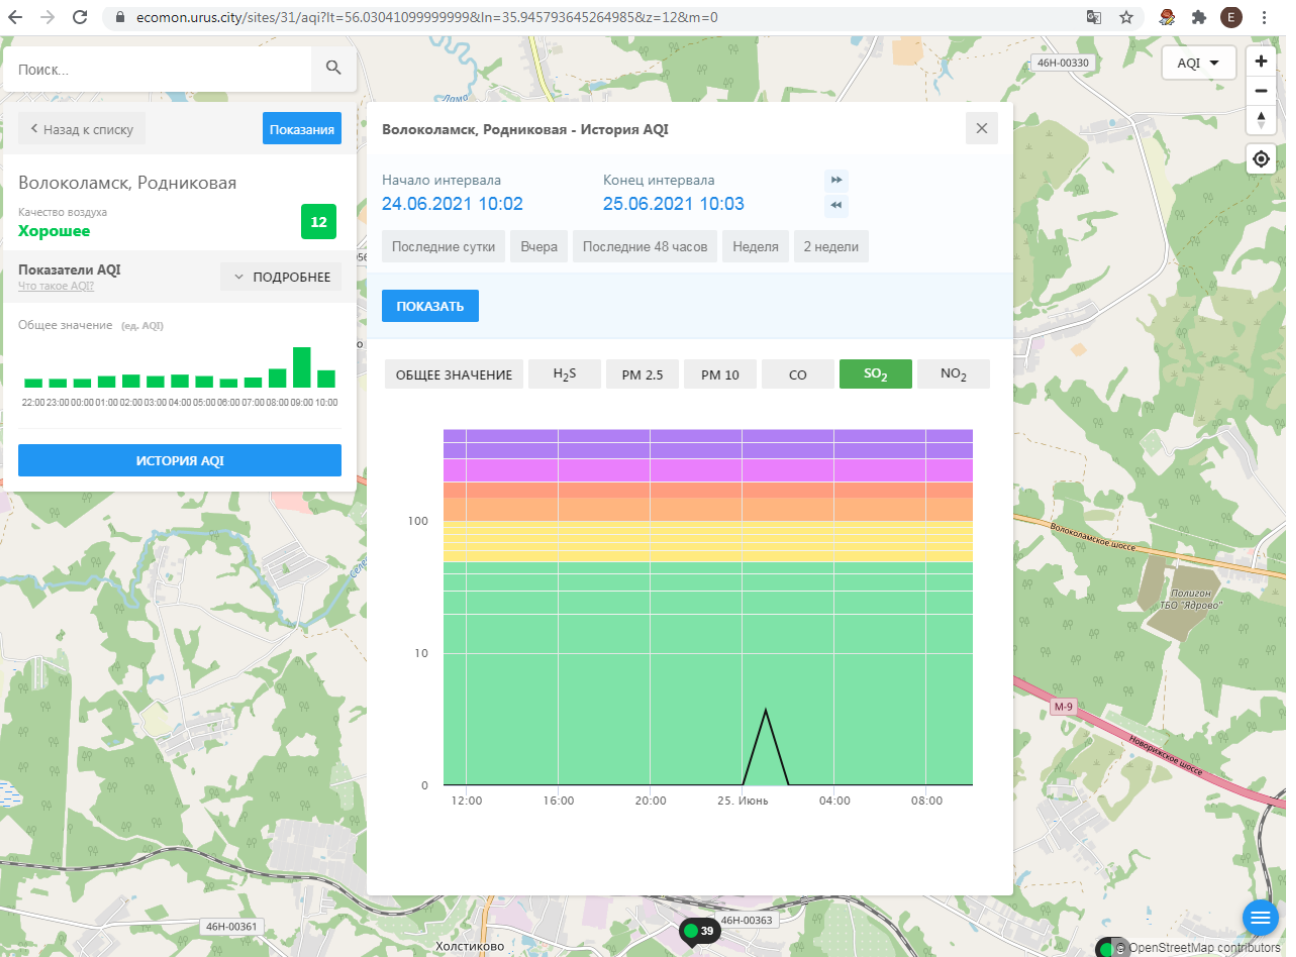 ecomon.urus.city/sites/31/aqi?lt=56.03041099999999&ln=35.945793645264985&z=12&m=0
E
Поиск...
Лама
46Н-00330
AQI
Назад к списку
Показания
Волоколамск, Родниковая - История AQI
Волоколамск, Родниковая
Качество воздуха
Хорошее
12
Начало интервала
Конец интервала
24.06.2021 10:02
25.06.2021 10:03
Последние сутки
Вчера
Последние 48 часов
Неделя
2 недели
Показатели AQI
Что такое AQI?
ПОДРОБНЕЕ
ПОКАЗАТЬ
Общее значение (ед. AQI)
22:00 23:00 00:00 01:00 02:00 03:00 04:00 05:00 06:00 07:00 08:00 09:00 10:00
ИСТОРИЯ AQI
ОБЩЕЕ ЗНАЧЕНИЕ
H2S
PM 2.5
PM 10
CO
SO2
NO2
100
10
0
12:00
16:00
20:00
25. Июнь
04:00
08:00
Волоколамское шоссе
Полигон
ТБО "Ядрово"
М-9
Новорижское шоссе
46Н-00361
46Н-00363
39
Холстиково
© OpenStreetMap contributors